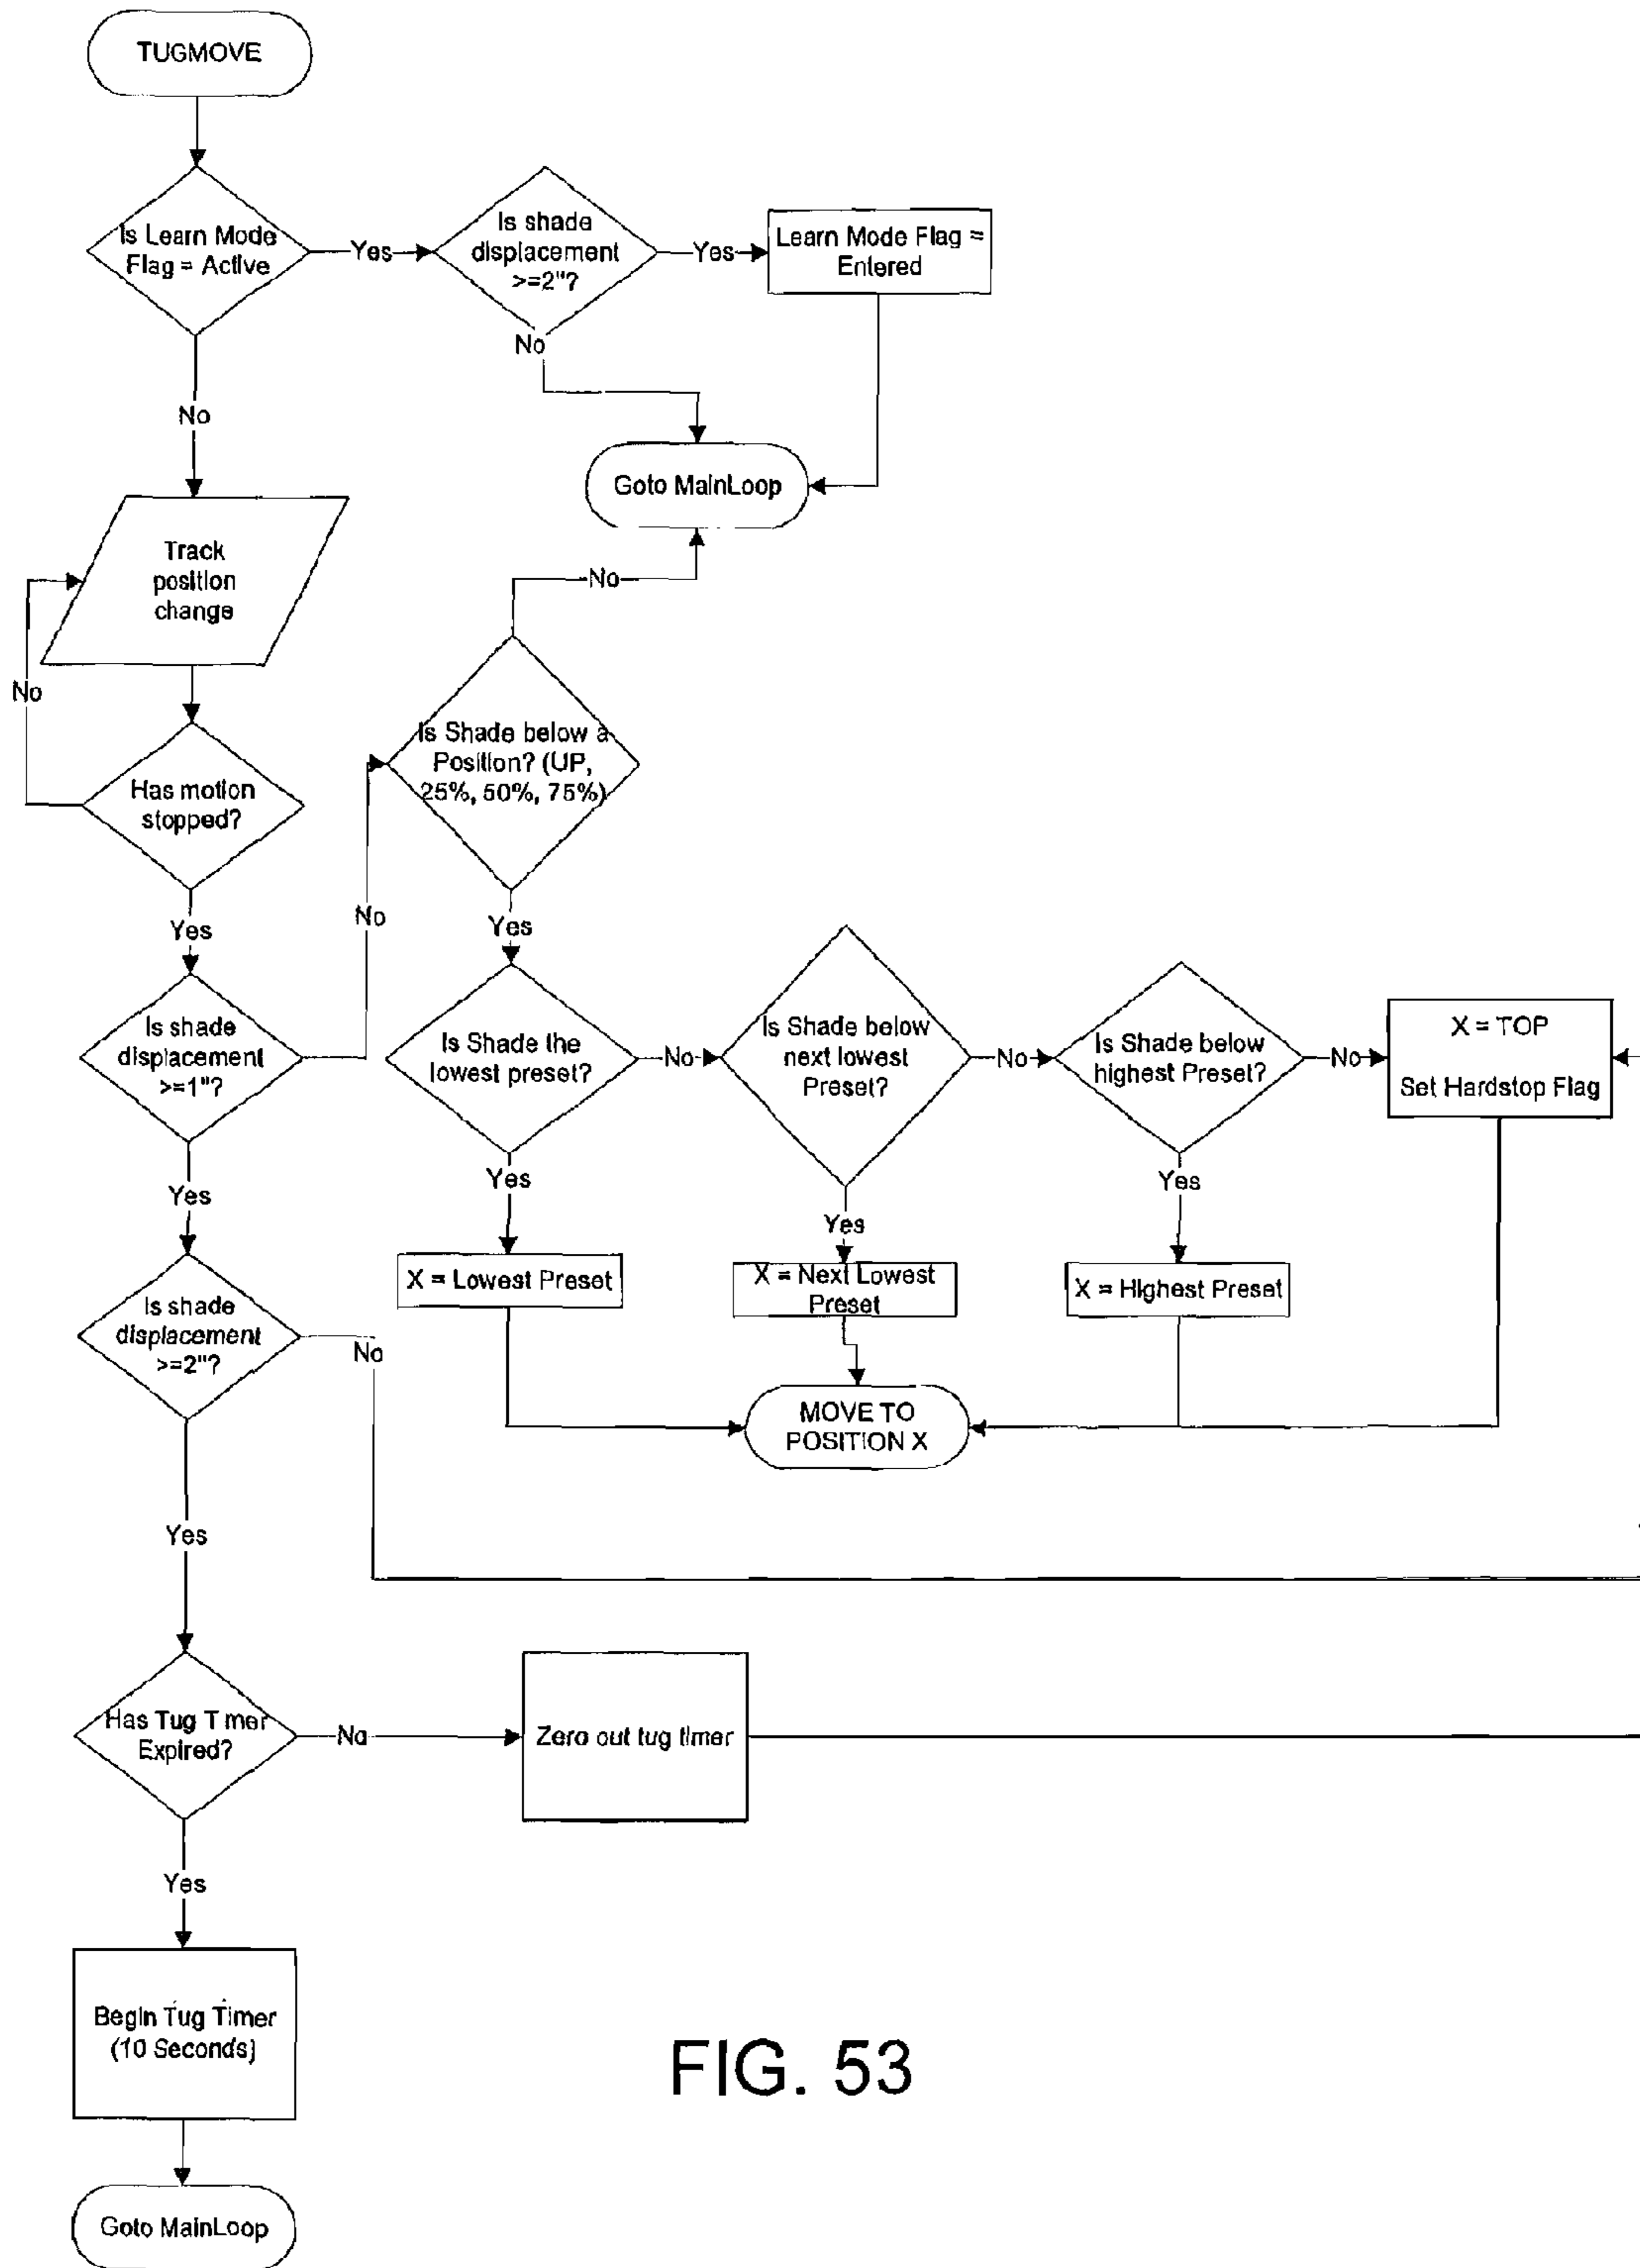 TUGMOVE
Is Learn Mode
Flag = Active
Yes
Is shade
displacement
>=2"?
Yes
Learn Mode Flag =
Entered
No
No
Goto MainLoop
Track
position
change
No
No
Is Shade below a
Position? (UP,
25%, 50%, 75%)
Has motion
stopped?
No
Yes
Yes
Is shade
displacement
>=1"?
Is Shade the
lowest preset?
No
Is Shade below
next lowest
Preset?
No
Is Shade below
highest Preset?
No
X = TOP
Set Hardstop Flag
Yes
Yes
Yes
Yes
X = Lowest Preset
X = Next Lowest
Preset
X = Highest Preset
Is shade
displacement
>=2"?
No
MOVE TO
POSITION X
Yes
Has Tug T mer
Expired?
No
Zero out tug timer
Yes
Begin Tug Timer
(10 Seconds)
FIG. 53
Goto MainLoop